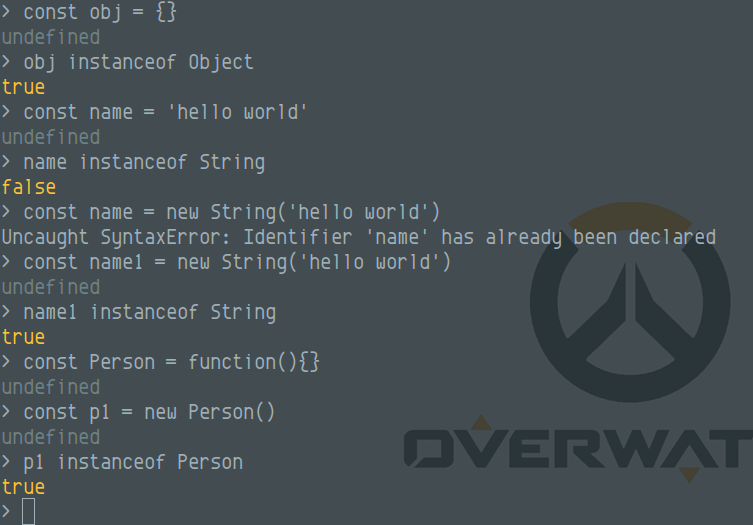 > const obj = {}
undefined
> obj instanceof Object
true
> const name = 'hello world'
undefined
> name instanceof String
false
> const name = new String('hello world')
Uncaught SyntaxError: Identifier 'name' has already been declared
> const name1 = new String('hello world')
undefined
> name1 instanceof String
true
> const Person = function(){}
undefined
> const p1 = new Person()
undefined
> p1 instanceof Person
true
>
OVERWAT